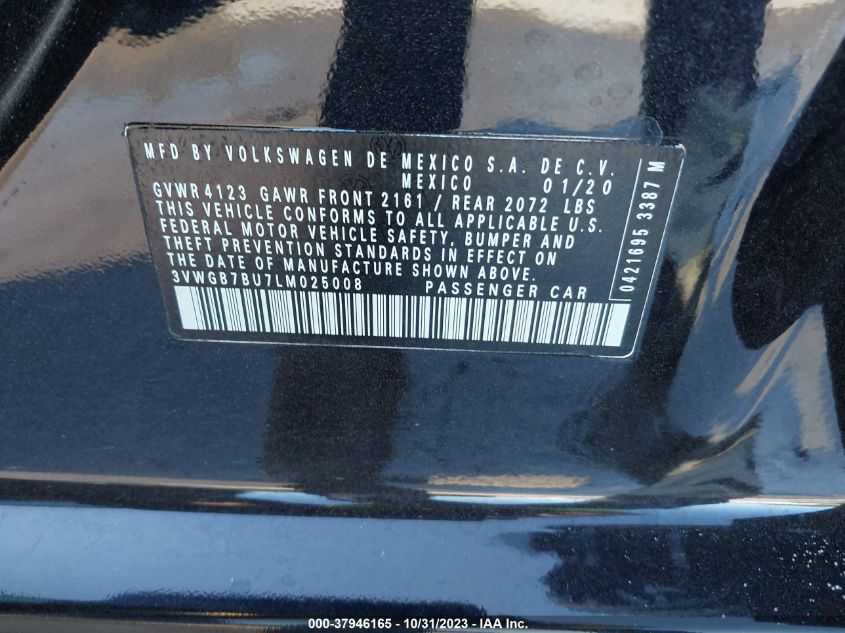 MFD BY VOLKSWAGEN DE MEXICO S.A. DE C.V.
MEXICO 01/20
GVWR 4123 GAWR FRONT 2161 / REAR 2072 LBS
THIS VEHICLE CONFORMS TO ALL APPLICABLE U.S.
FEDERAL MOTOR VEHICLE SAFETY, BUMPER AND
THEFT PREVENTION STANDARDS IN EFFECT ON
THE DATE OF MANUFACTURE SHOWN ABOVE.
3VWGB7BU7LM025008 PASSENGER CAR
0421695 3387 M
000-37946165 - 10/31/2023 - IAA Inc.